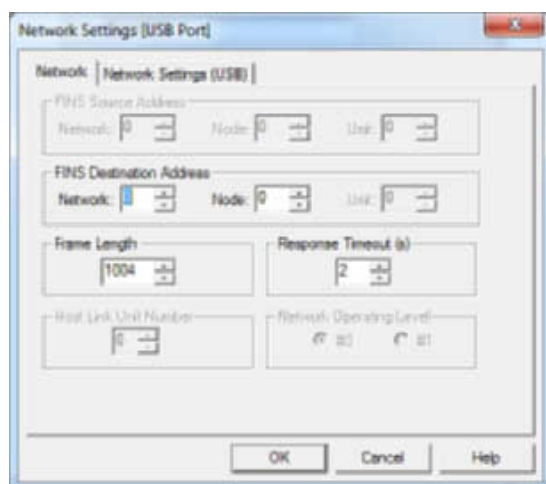 Network Settings [USB Port]
Network Network Settings (USB)
FINS Source Address
Network: 0 Node: 0 Unit: 0
FINS Destination Address
Network: 0 Node: 0 Unit: 0
Frame Length Response Timeout (s)
1004 2
Host Link Unit Number Network Operating Level
0
OK Cancel Help